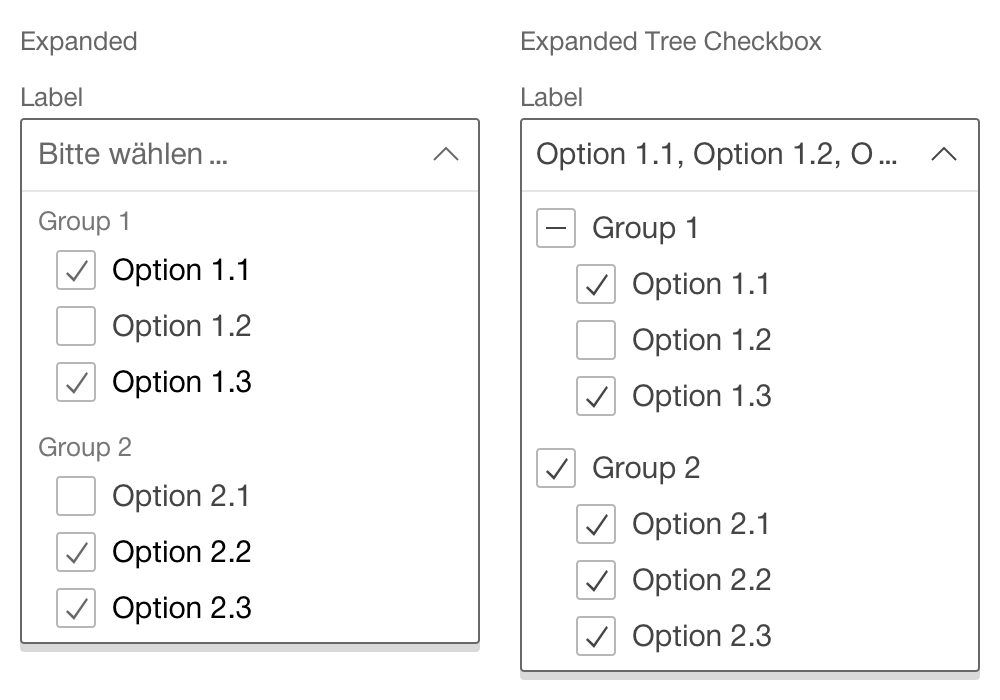 Expanded
Label
Bitte wählen ...
Group 1
Option 1.1
Option 1.2
Option 1.3
Group 2
Option 2.1
Option 2.2
Option 2.3
Expanded Tree Checkbox
Label
Option 1.1, Option 1.2, O ...
Group 1
Option 1.1
Option 1.2
Option 1.3
Group 2
Option 2.1
Option 2.2
Option 2.3